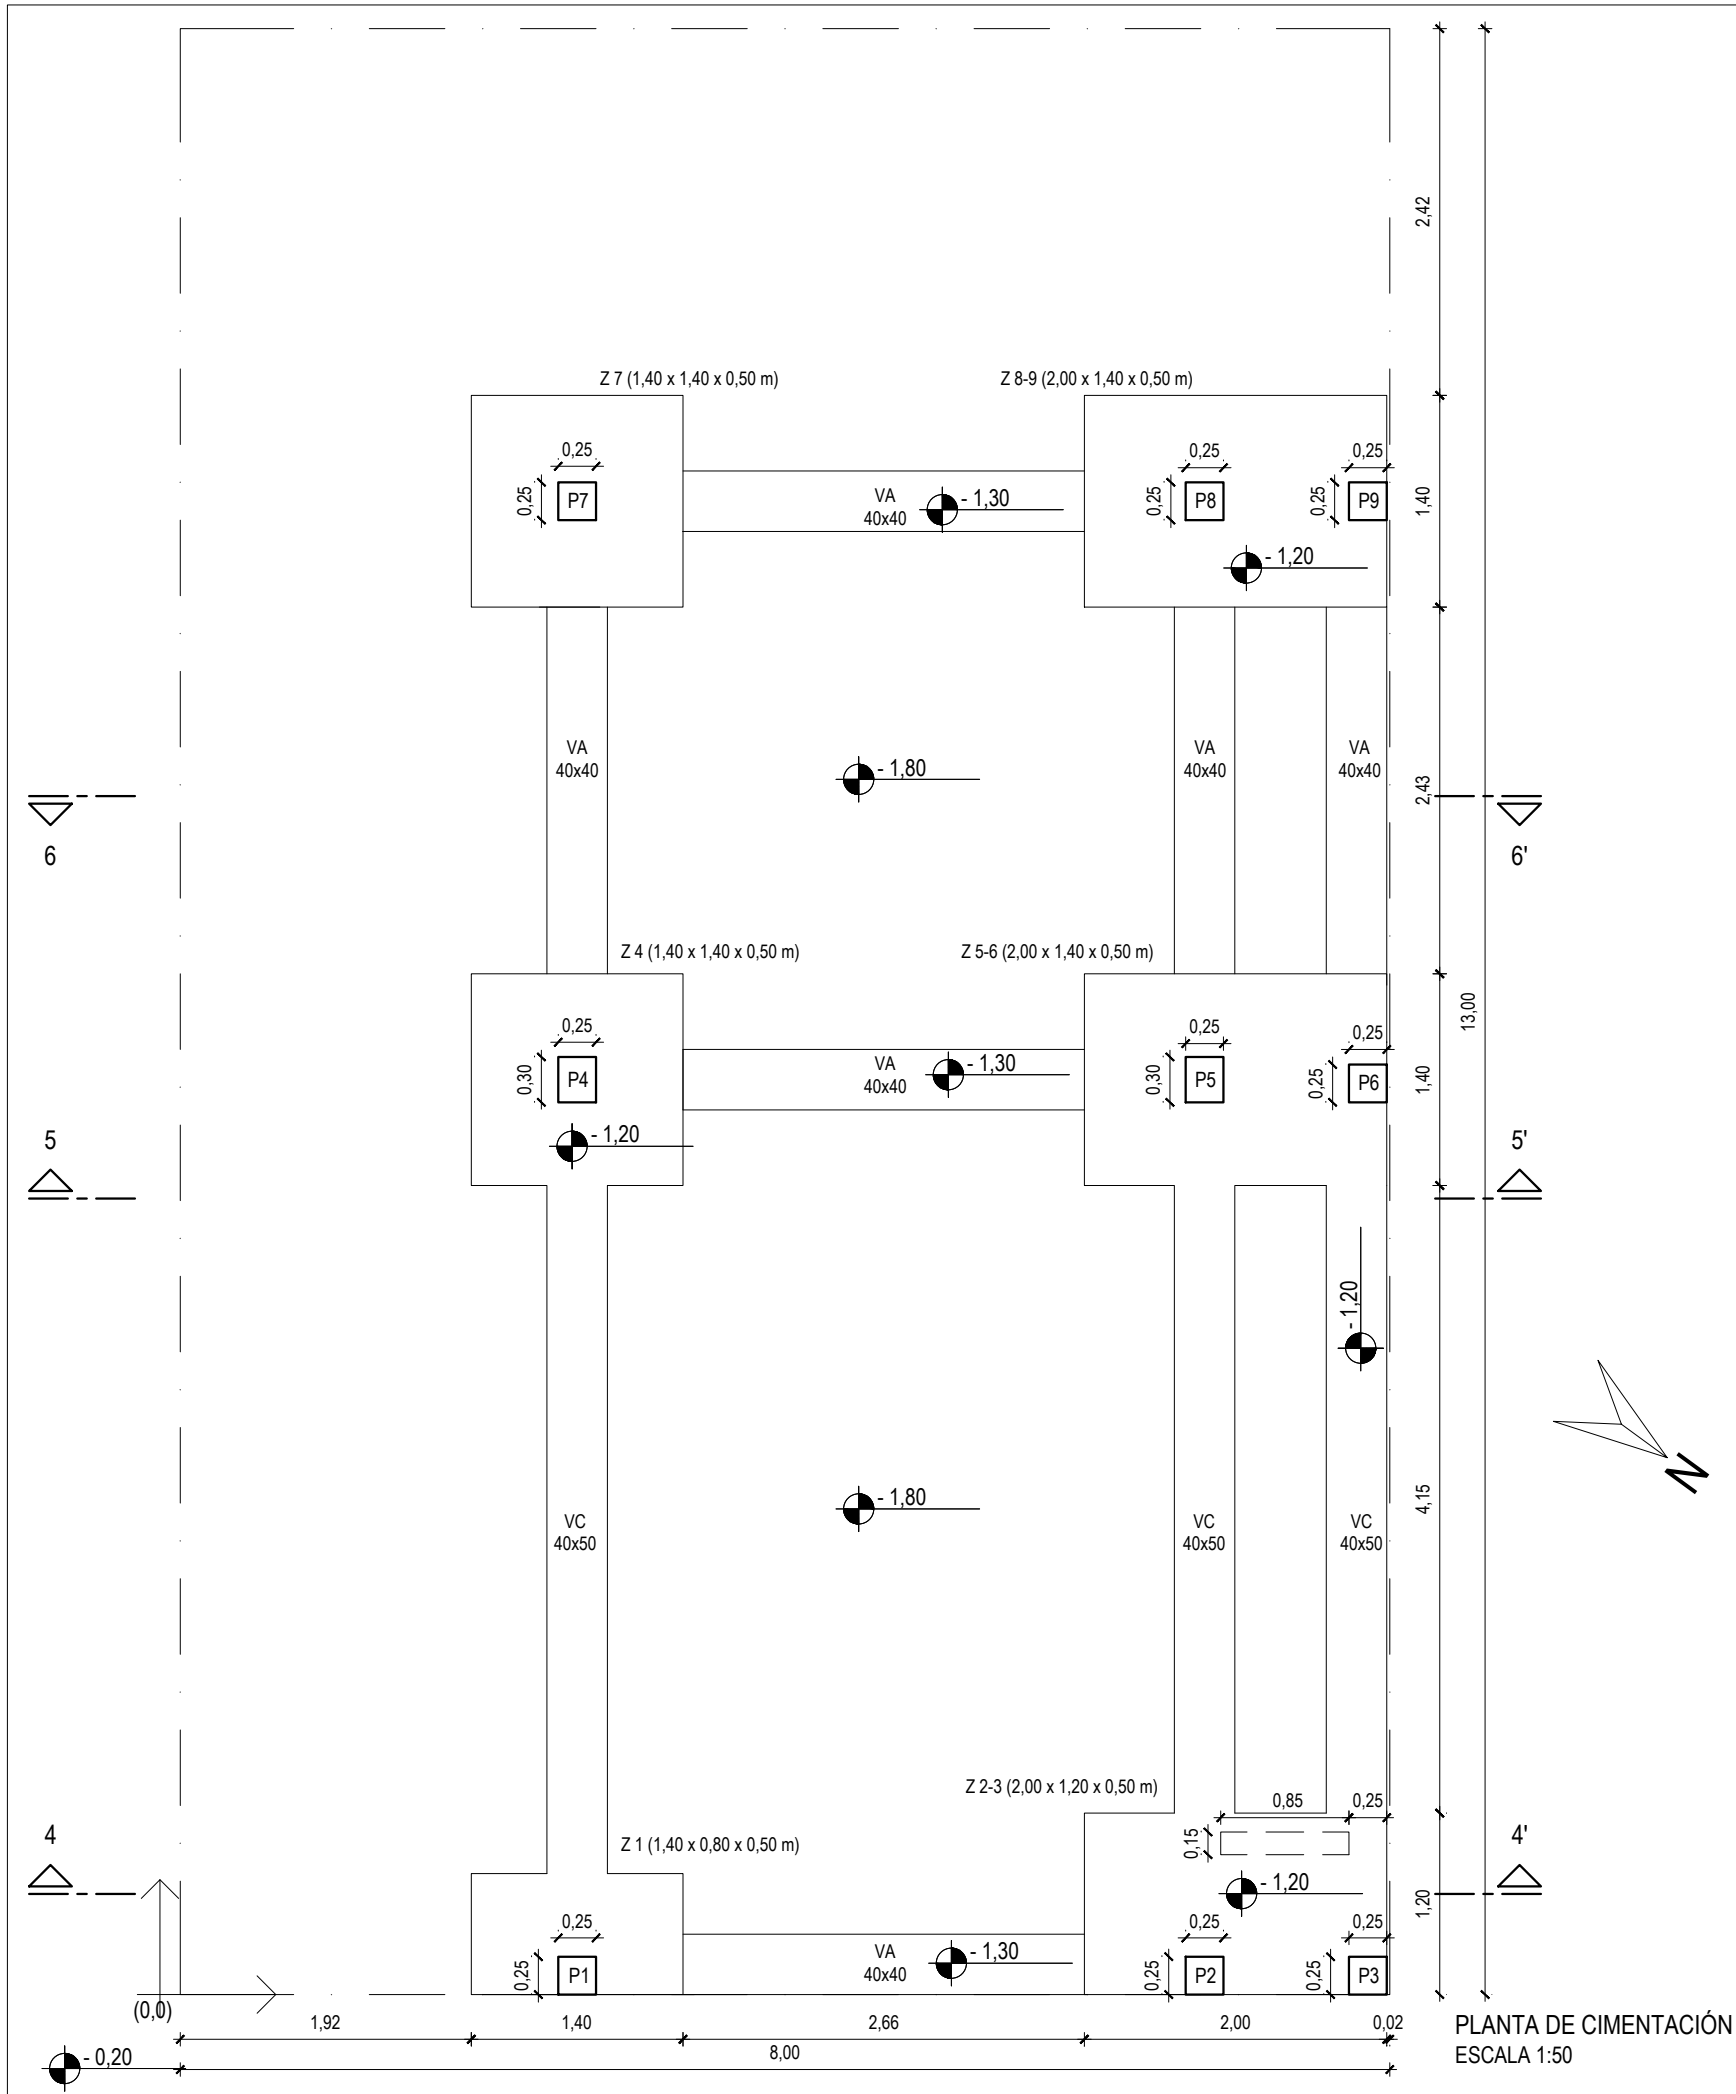 2,42
Z 7 (1,40 x 1,40 x 0,50 m)
Z 8-9 (2,00 x 1,40 x 0,50 m)
0,25
0,25
0,25
0,25
P7
VA
40x40
- 1,30
0,25
P8
0,25
P9
1,40
- 1,20
VA
40x40
- 1,80
VA
40x40
VA
40x40
2,43
6
6'
Z 4 (1,40 x 1,40 x 0,50 m)
Z 5-6 (2,00 x 1,40 x 0,50 m)
13,00
0,25
0,25
0,25
0,30
P4
VA
40x40
- 1,30
0,30
P5
0,25
P6
1,40
- 1,20
5
5'
- 1,20
N
- 1,80
4,15
VC
40x50
VC
40x50
VC
40x50
Z 2-3 (2,00 x 1,20 x 0,50 m)
0,85
0,25
0,15
4
Z 1 (1,40 x 0,80 x 0,50 m)
4'
- 1,20
1,20
0,25
0,25
0,25
0,25
P1
VA
40x40
- 1,30
0,25
P2
0,25
P3
(0,0)
1,92
1,40
2,66
2,00
0,02
8,00
- 0,20
PLANTA DE CIMENTACIÓN
ESCALA 1:50